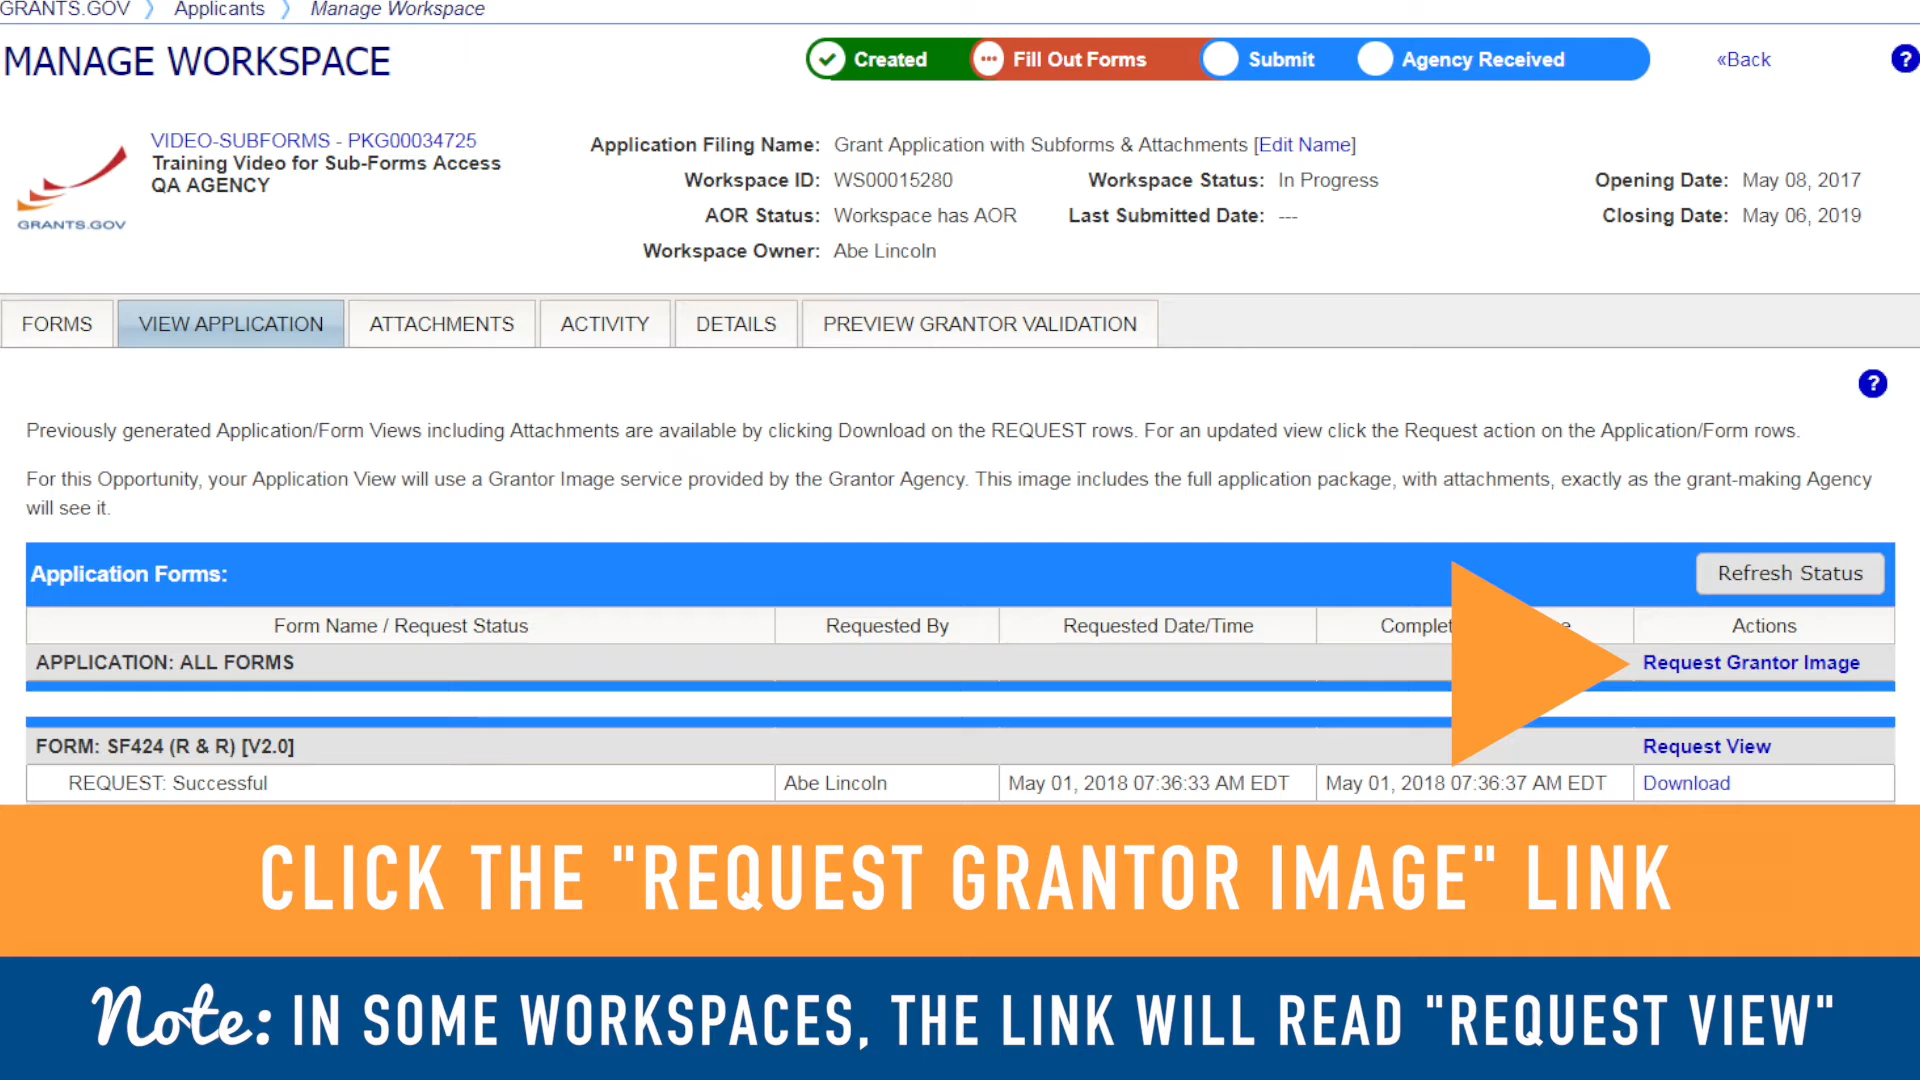 GRANTS.GOV 〉 Applicants 〉 Manage Workspace
MANAGE WORKSPACE
Created
Fill Out Forms
Submit
Agency Received
«Back
?
GRANTS.GOV
VIDEO-SUBFORMS - PKG00034725
Training Video for Sub-Forms Access
QA AGENCY
Application Filing Name: Grant Application with Subforms & Attachments [Edit Name]
Workspace ID: WS00015280 Workspace Status: In Progress Opening Date: May 08, 2017
AOR Status: Workspace has AOR Last Submitted Date: --- Closing Date: May 06, 2019
Workspace Owner: Abe Lincoln
FORMS VIEW APPLICATION ATTACHMENTS ACTIVITY DETAILS PREVIEW GRANTOR VALIDATION
?
Previously generated Application/Form Views including Attachments are available by clicking Download on the REQUEST rows. For an updated view click the Request action on the Application/Form rows.
For this Opportunity, your Application View will use a Grantor Image service provided by the Grantor Agency. This image includes the full application package, with attachments, exactly as the grant-making Agency
will see it.
Application Forms: Refresh Status
Form Name / Request Status Requested By Requested Date/Time Actions
APPLICATION: ALL FORMS Request Grantor Image
FORM: SF424 (R & R) [V2.0] Request View
REQUEST: Successful Abe Lincoln May 01, 2018 07:36:33 AM EDT May 01, 2018 07:36:37 AM EDT Download
CLICK THE "REQUEST GRANTOR IMAGE" LINK
Note: IN SOME WORKSPACES, THE LINK WILL READ "REQUEST VIEW"